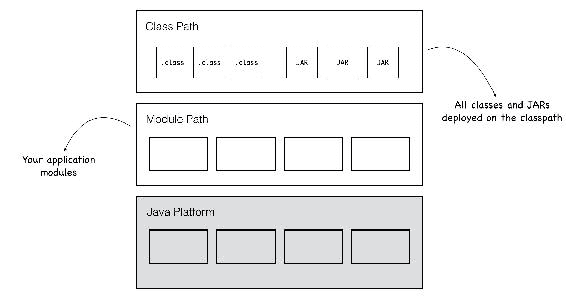 Class Path
.class .class .class JAR JAR JAR
All classes and JARs
deployed on the classpath
Module Path
Your application
modules
Java Platform